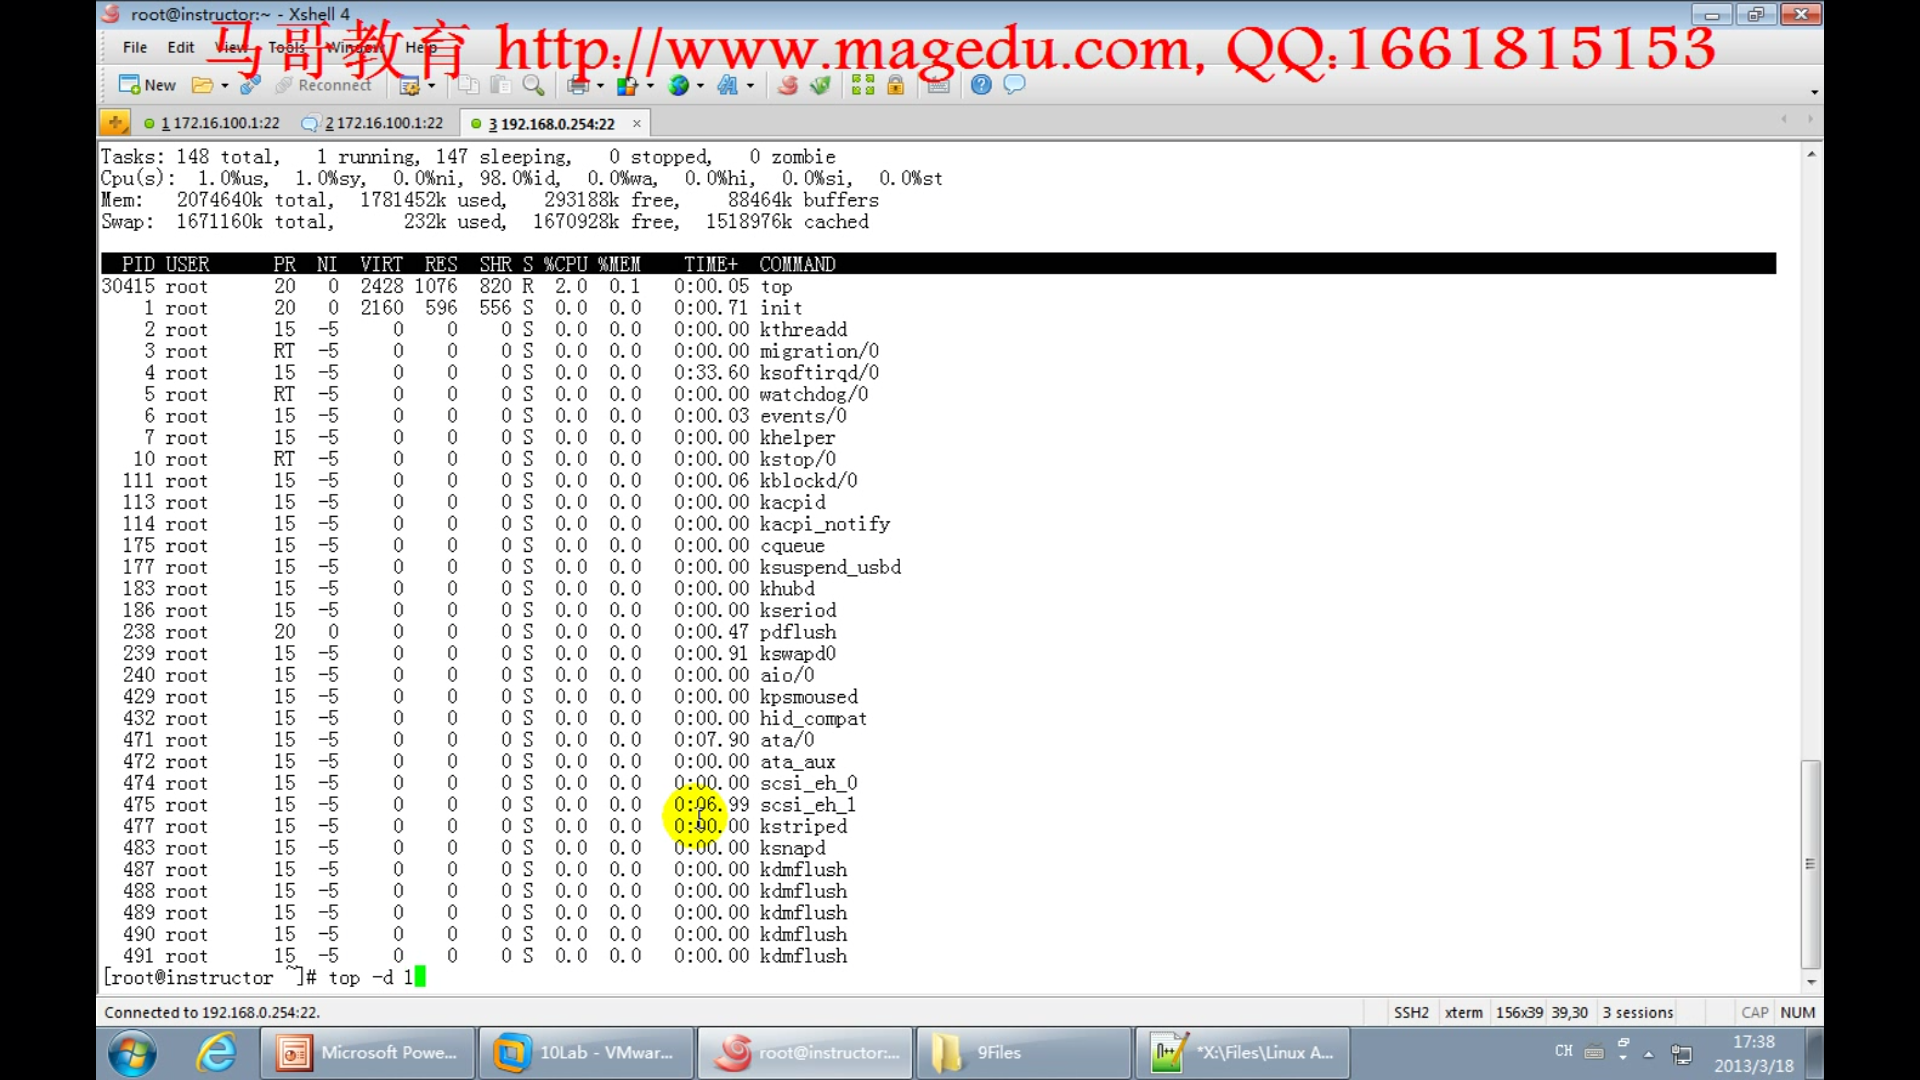 root@instructor:~ - Xshell 4
马哥教育 http://www.magedu.com, QQ:1661815153
File Edit View Tools Window Help
New Reconnect
1 172.16.100.1:22 2 172.16.100.1:22 3 192.168.0.254:22
Tasks: 148 total, 1 running, 147 sleeping, 0 stopped, 0 zombie
Cpu(s): 1.0%us, 1.0%sy, 0.0%ni, 98.0%id, 0.0%wa, 0.0%hi, 0.0%si, 0.0%st
Mem: 2074640k total, 1781452k used, 293188k free, 88464k buffers
Swap: 1671160k total, 232k used, 1670928k free, 1518976k cached
PID USER PR NI VIRT RES SHR S %CPU %MEM TIME+ COMMAND
30415 root 20 0 2428 1076 820 R 2.0 0.1 0:00.05 top
1 root 20 0 2160 596 556 S 0.0 0.0 0:00.71 init
2 root 15 -5 0 0 0 S 0.0 0.0 0:00.00 kthreadd
3 root RT -5 0 0 0 S 0.0 0.0 0:00.00 migration/0
4 root 15 -5 0 0 0 S 0.0 0.0 0:33.60 ksoftirqd/0
5 root RT -5 0 0 0 S 0.0 0.0 0:00.00 watchdog/0
6 root 15 -5 0 0 0 S 0.0 0.0 0:00.03 events/0
7 root 15 -5 0 0 0 S 0.0 0.0 0:00.00 khelper
10 root RT -5 0 0 0 S 0.0 0.0 0:00.00 kstop/0
111 root 15 -5 0 0 0 S 0.0 0.0 0:00.06 kblockd/0
113 root 15 -5 0 0 0 S 0.0 0.0 0:00.00 kacpid
114 root 15 -5 0 0 0 S 0.0 0.0 0:00.00 kacpi_notify
175 root 15 -5 0 0 0 S 0.0 0.0 0:00.00 cqueue
177 root 15 -5 0 0 0 S 0.0 0.0 0:00.00 ksuspend_usbd
183 root 15 -5 0 0 0 S 0.0 0.0 0:00.00 khubd
186 root 15 -5 0 0 0 S 0.0 0.0 0:00.00 kseriod
238 root 20 0 0 0 0 S 0.0 0.0 0:00.47 pdflush
239 root 15 -5 0 0 0 S 0.0 0.0 0:00.91 kswapd0
240 root 15 -5 0 0 0 S 0.0 0.0 0:00.00 aio/0
429 root 15 -5 0 0 0 S 0.0 0.0 0:00.00 kpsmoused
432 root 15 -5 0 0 0 S 0.0 0.0 0:00.00 hid_compat
471 root 15 -5 0 0 0 S 0.0 0.0 0:07.90 ata/0
472 root 15 -5 0 0 0 S 0.0 0.0 0:00.00 ata_aux
474 root 15 -5 0 0 0 S 0.0 0.0 0:00.00 scsi_eh_0
475 root 15 -5 0 0 0 S 0.0 0.0 0:06.99 scsi_eh_1
477 root 15 -5 0 0 0 S 0.0 0.0 0:00.00 kstriped
483 root 15 -5 0 0 0 S 0.0 0.0 0:00.00 ksnapd
487 root 15 -5 0 0 0 S 0.0 0.0 0:00.00 kdmflush
488 root 15 -5 0 0 0 S 0.0 0.0 0:00.00 kdmflush
489 root 15 -5 0 0 0 S 0.0 0.0 0:00.00 kdmflush
490 root 15 -5 0 0 0 S 0.0 0.0 0:00.00 kdmflush
491 root 15 -5 0 0 0 S 0.0 0.0 0:00.00 kdmflush
[root@instructor ~]# top -d 1
Connected to 192.168.0.254:22. SSH2 xterm 156x39 39,30 3 sessions CAP NUM
Microsoft Powe... 10Lab - VMwar... root@instructor:... 9Files *X:\Files\Linux A... CH 17:38
2013/3/18